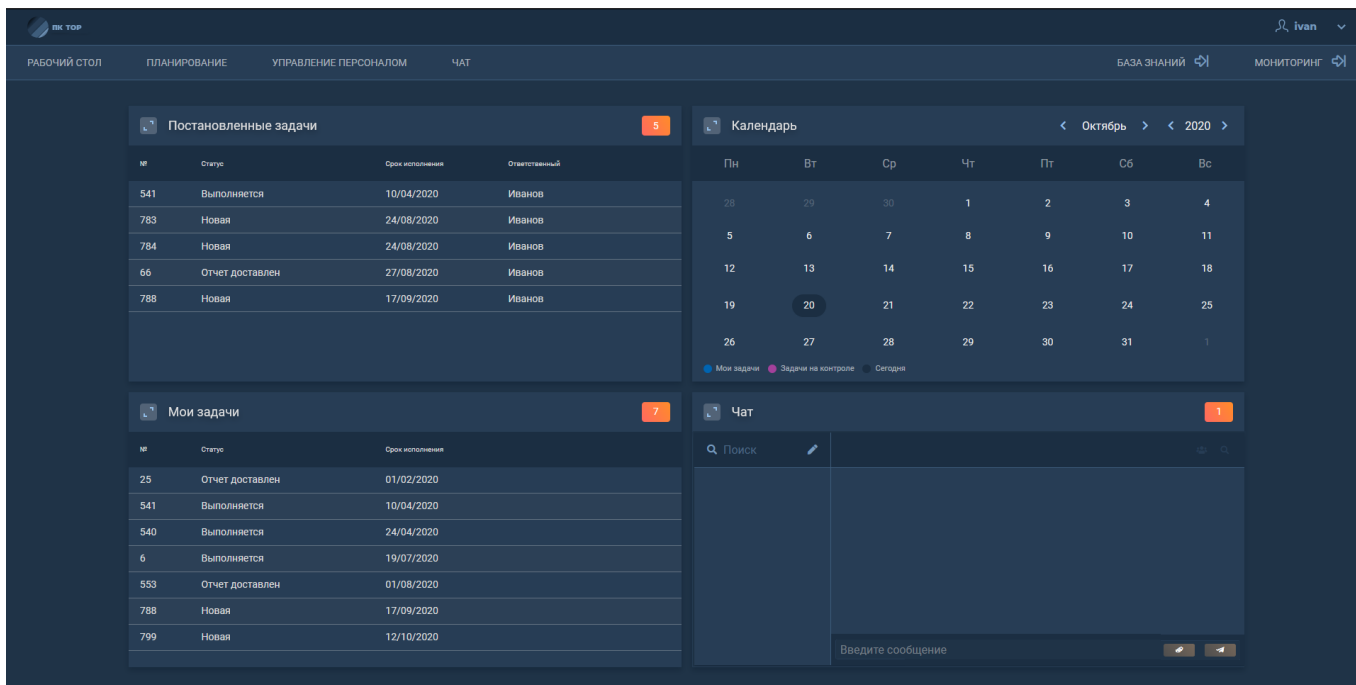 ПК ТОР
ivan
РАБОЧИЙ СТОЛ ПЛАНИРОВАНИЕ УПРАВЛЕНИЕ ПЕРСОНАЛОМ ЧАТ БАЗА ЗНАНИЙ МОНИТОРИНГ
Постановленные задачи 5
№ Статус Срок исполнения Ответственный
541 Выполняется 10/04/2020 Иванов
783 Новая 24/08/2020 Иванов
784 Новая 24/08/2020 Иванов
66 Отчет доставлен 27/08/2020 Иванов
788 Новая 17/09/2020 Иванов
Календарь Октябрь 2020
Пн Вт Ср Чт Пт Сб Вс
28 29 30 1 2 3 4
5 6 7 8 9 10 11
12 13 14 15 16 17 18
19 20 21 22 23 24 25
26 27 28 29 30 31 1
Мои задачи Задачи на контроле Сегодня
Мои задачи 7
№ Статус Срок исполнения
25 Отчет доставлен 01/02/2020
541 Выполняется 10/04/2020
540 Выполняется 24/04/2020
6 Выполняется 19/07/2020
553 Отчет доставлен 01/08/2020
788 Новая 17/09/2020
799 Новая 12/10/2020
Чат 1
Поиск
Введите сообщение